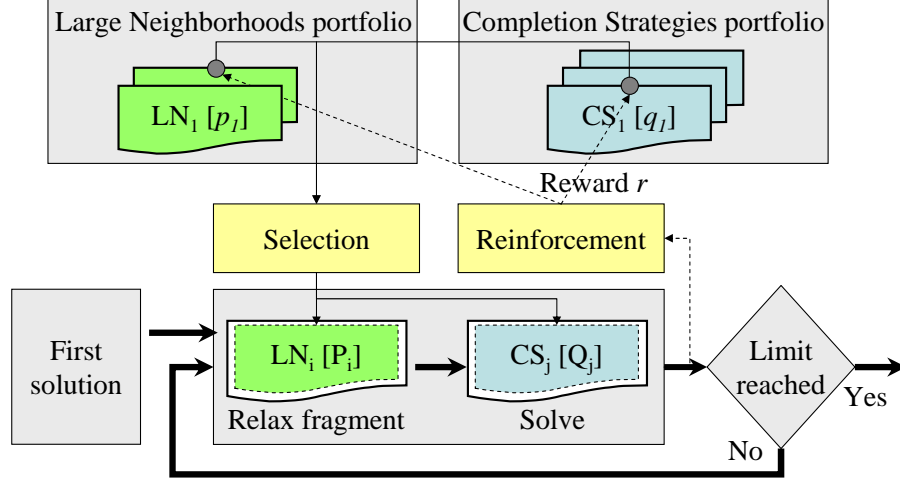 Large Neighborhoods portfolio
Completion Strategies portfolio
LN1 [p1]
CS1 [q1]
Reward r
Selection
Reinforcement
First
solution
LNi [Pi]
CSj [Qj]
Relax fragment
Solve
Limit
reached
Yes
No